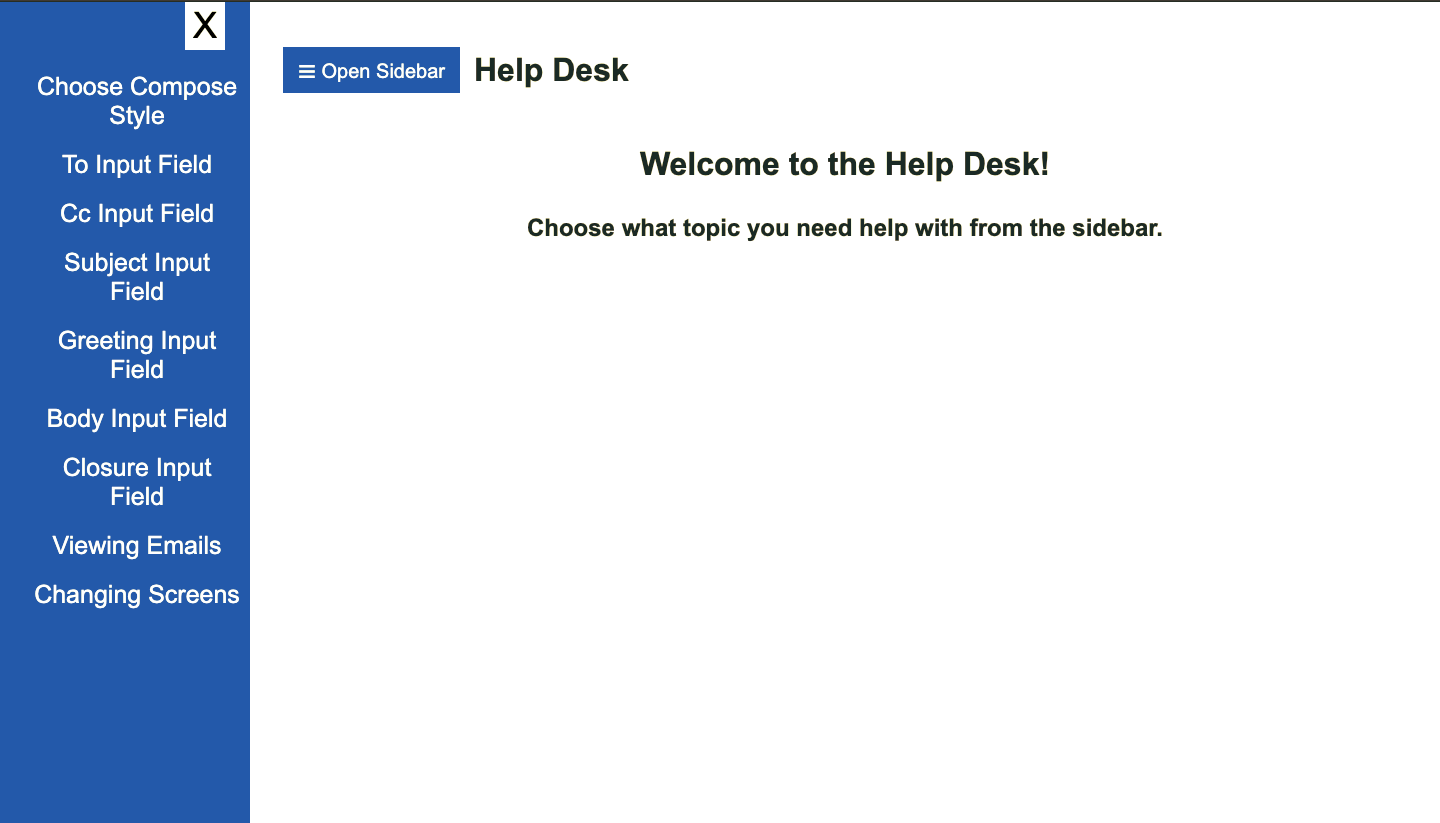 X
Choose Compose
Style
To Input Field
Cc Input Field
Subject Input
Field
Greeting Input
Field
Body Input Field
Closure Input
Field
Viewing Emails
Changing Screens
☰ Open Sidebar
Help Desk
Welcome to the Help Desk!
Choose what topic you need help with from the sidebar.